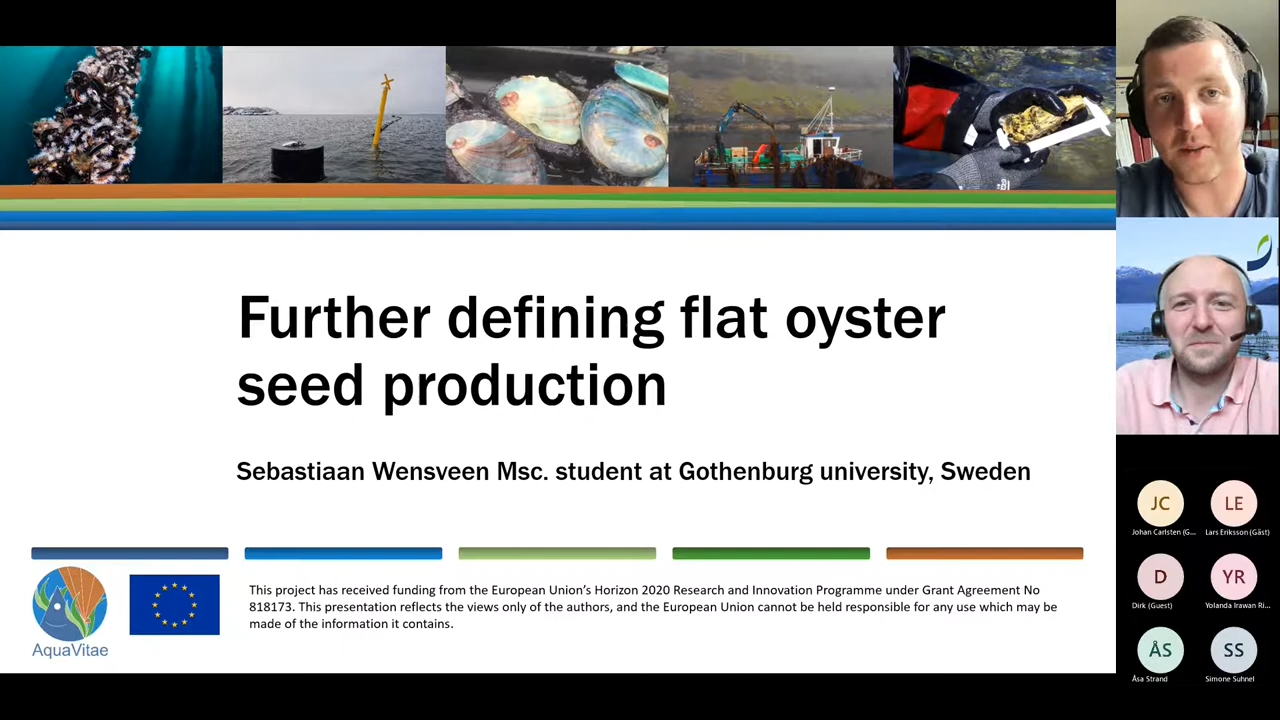 Further defining flat oyster
seed production
Sebastiaan Wensveen Msc. student at Gothenburg university, Sweden
This project has received funding from the European Union's Horizon 2020 Research and Innovation Programme under Grant Agreement No
818173. This presentation reflects the views only of the authors, and the European Union cannot be held responsible for any use which may be
made of the information it contains.
AquaVitae
JC
LE
Johan Carlsten (G...
Lars Eriksson (Gäst)
D
YR
Dirk (Guest)
Yolanda Irawan Ri...
ÅS
SS
Åsa Strand
Simone Suhnel